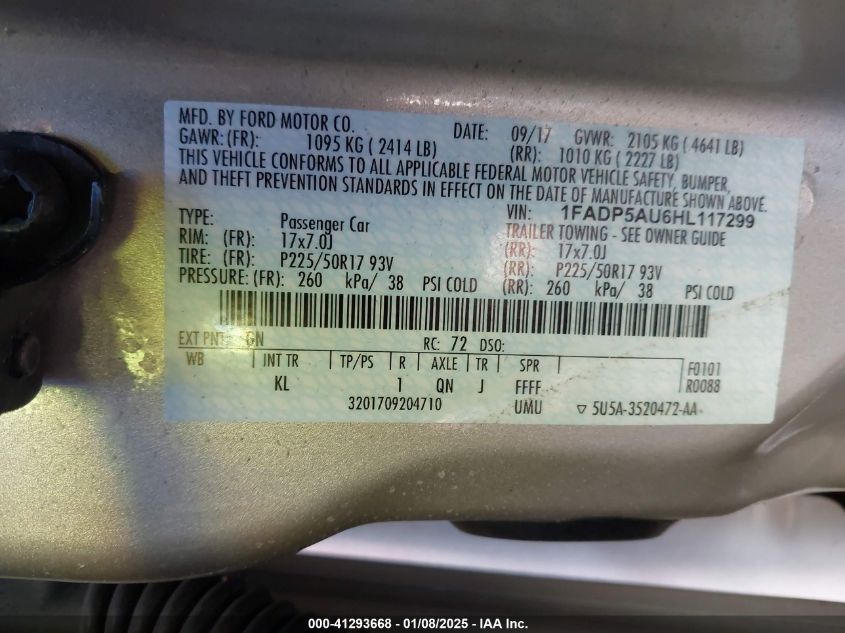 MFD. BY FORD MOTOR CO. DATE: 09/17 GVWR: 2105 KG ( 4641 LB)
GAWR:(FR): 1095 KG ( 2414 LB) (RR): 1010 KG ( 2227 LB)
THIS VEHICLE CONFORMS TO ALL APPLICABLE FEDERAL MOTOR VEHICLE SAFETY, BUMPER,
AND THEFT PREVENTION STANDARDS IN EFFECT ON THE DATE OF MANUFACTURE SHOWN ABOVE.
VIN: 1FADP5AU6HL117299
TYPE: Passenger Car TRAILER TOWING - SEE OWNER GUIDE
RIM: (FR): 17x7.0J (RR): 17x7.0J
TIRE: (FR): P225/50R17 93V (RR): P225/50R17 93V
PRESSURE:(FR): 260 kPa/ 38 PSI COLD (RR): 260 kPa/ 38 PSI COLD
EXT PNT: GN RC: 72 DSO:
WB INT TR TP/PS R AXLE TR SPR F0101
KL 1 QN J FFFF R0088
3201709204710 UMU ▽ 5U5A-3520472-AA
000-41293668 - 01/08/2025 - IAA Inc.